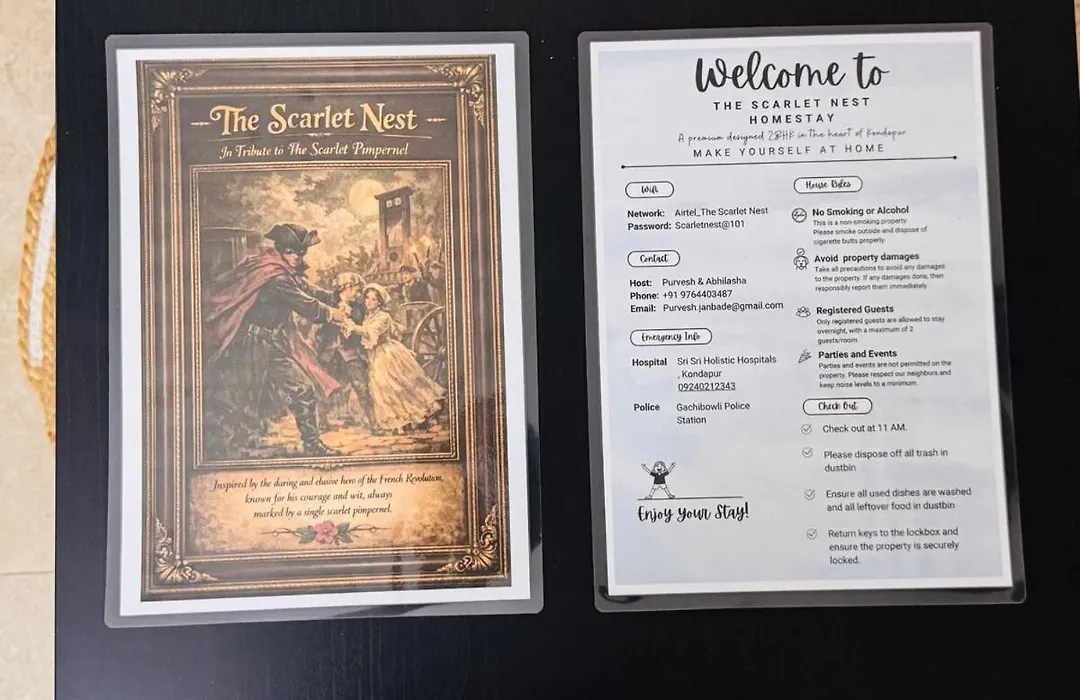 The Scarlet Nest
In Tribute to The Scarlet Pimpernel
Inspired by the daring and elusive hero of the French Revolution,
known for his courage and wit, always
marked by a single scarlet pimpernel.
Welcome to
THE SCARLET NEST
HOMESTAY
A premium designed 2BHK in the heart of Kondapur
MAKE YOURSELF AT HOME
Wifi
Network: Airtel_The Scarlet Nest
Password: Scarletnest@101
Contact
Host: Purvesh & Abhilasha
Phone: +91 9764403487
Email: Purvesh.janbade@gmail.com
Emergency Info
Hospital Sri Sri Holistic Hospitals
, Kondapur
09240212343
Police Gachibowli Police
Station
Enjoy Your Stay!
House Rules
No Smoking or Alcohol
This is a non-smoking property.
Please smoke outside and dispose of
cigarette butts properly.
Avoid property damages
Take all precautions to avoid any damages
to the property. If any damages done, then
responsibly report them immediately
Registered Guests
Only registered guests are allowed to stay
overnight, with a maximum of 2
guests/room
Parties and Events
Parties and events are not permitted on the
property. Please respect our neighbors and
keep noise levels to a minimum.
Check Out
Check out at 11 AM.
Please dispose off all trash in
dustbin
Ensure all used dishes are washed
and all leftover food in dustbin
Return keys to the lockbox and
ensure the property is securely
locked.